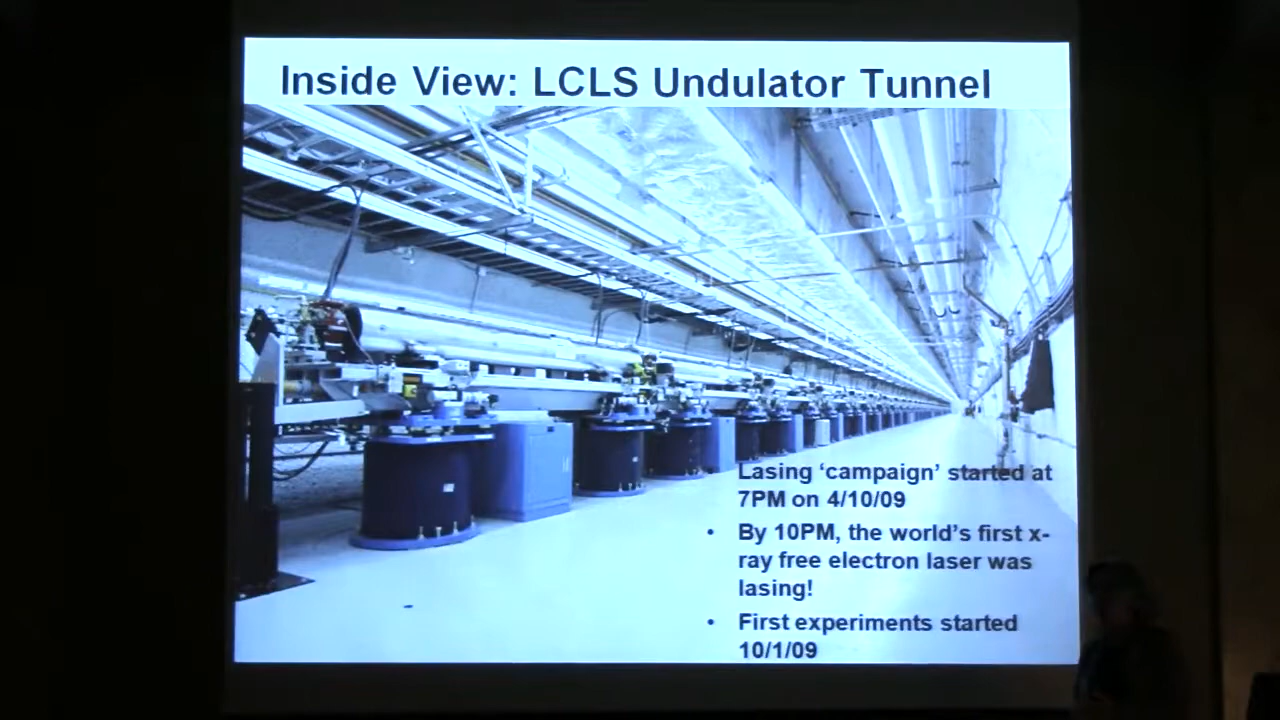 Inside View: LCLS Undulator Tunnel
Lasing ‘campaign’ started at
7PM on 4/10/09
• By 10PM, the world’s first x-
ray free electron laser was
lasing!
• First experiments started
10/1/09